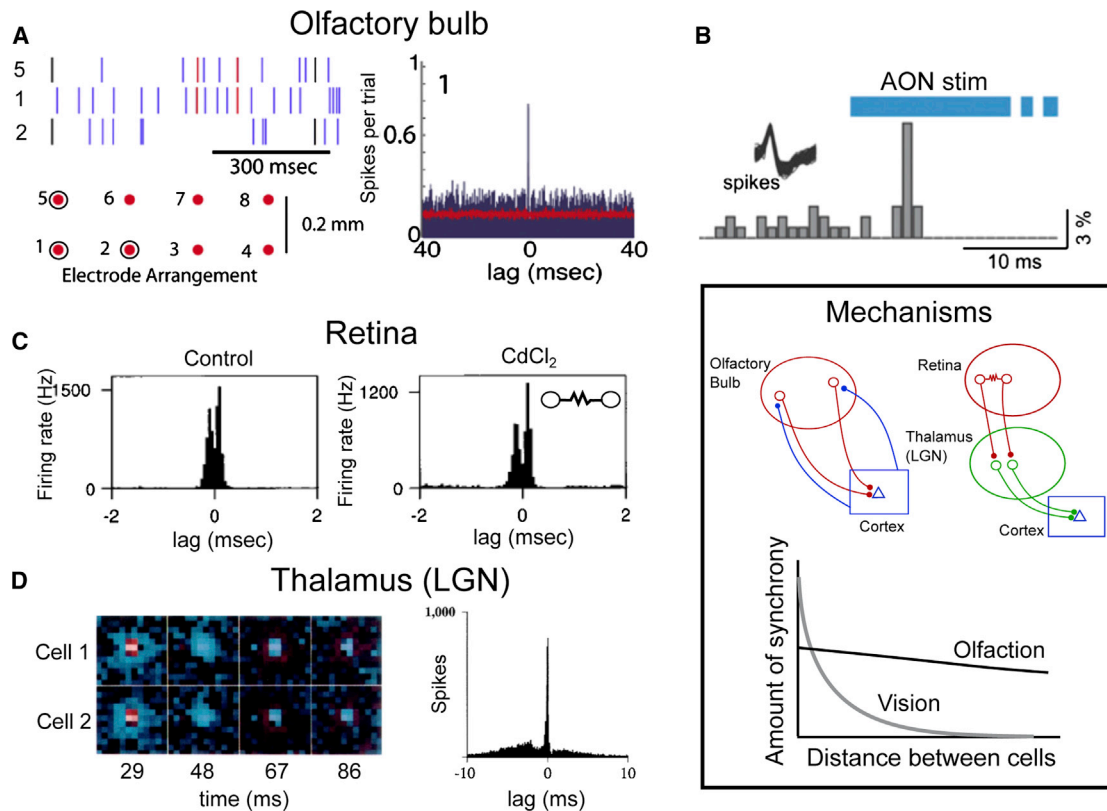 A
Olfactory bulb
5
1
2
300 msec
5
6
7
8
1
2
3
4
0.2 mm
Electrode Arrangement
Spikes per trial
1
0.6
0
1
40
0
40
lag (msec)
B
AON stim
spikes
3 %
10 ms
C
Retina
Control
Firing rate (Hz)
1500
0
-2
0
2
lag (msec)
CdCl₂
Firing rate (Hz)
1200
0
-2
0
2
lag (msec)
D
Thalamus (LGN)
Cell 1
Cell 2
29
48
67
86
time (ms)
Spikes
1,000
-10
0
10
lag (ms)
Mechanisms
Olfactory
Bulb
Cortex
Retina
Thalamus
(LGN)
Cortex
Amount of synchrony
Olfaction
Vision
Distance between cells